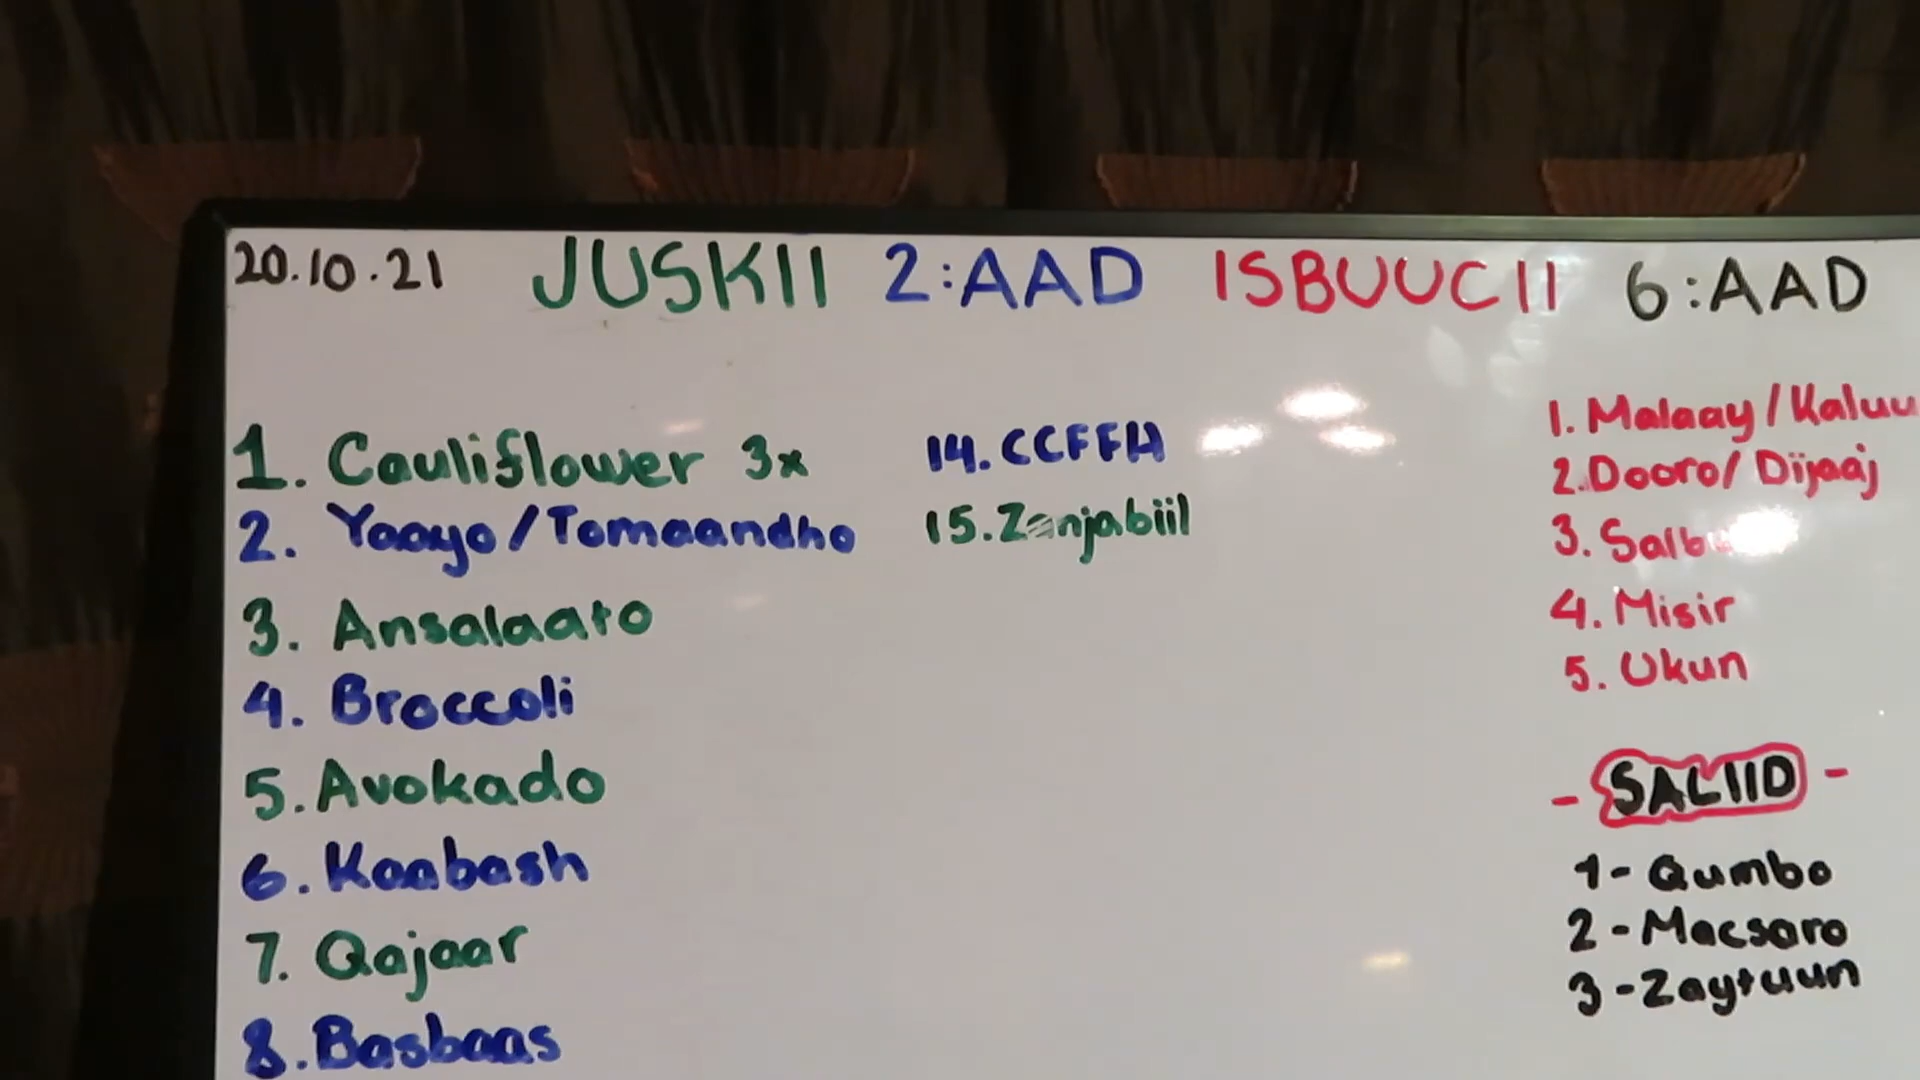 20.10.21 JUSKII 2:AAD ISBUUCII 6:AAD
1. Cauliflower 3x
2. Yaayo/Tomaandho
3. Ansalaato
4. Broccoli
5. Avokado
6. Kaabash
7. Qajaar
8. Basbaas
14. CCFFH
15. Zanjabiil
1. Malaay/Kaluu
2. Dooro/Dijaaj
3.
4. Misir
5. Ukun
- SALIID -
1- Qumbo
2- Macsaro
3- Zaytuun